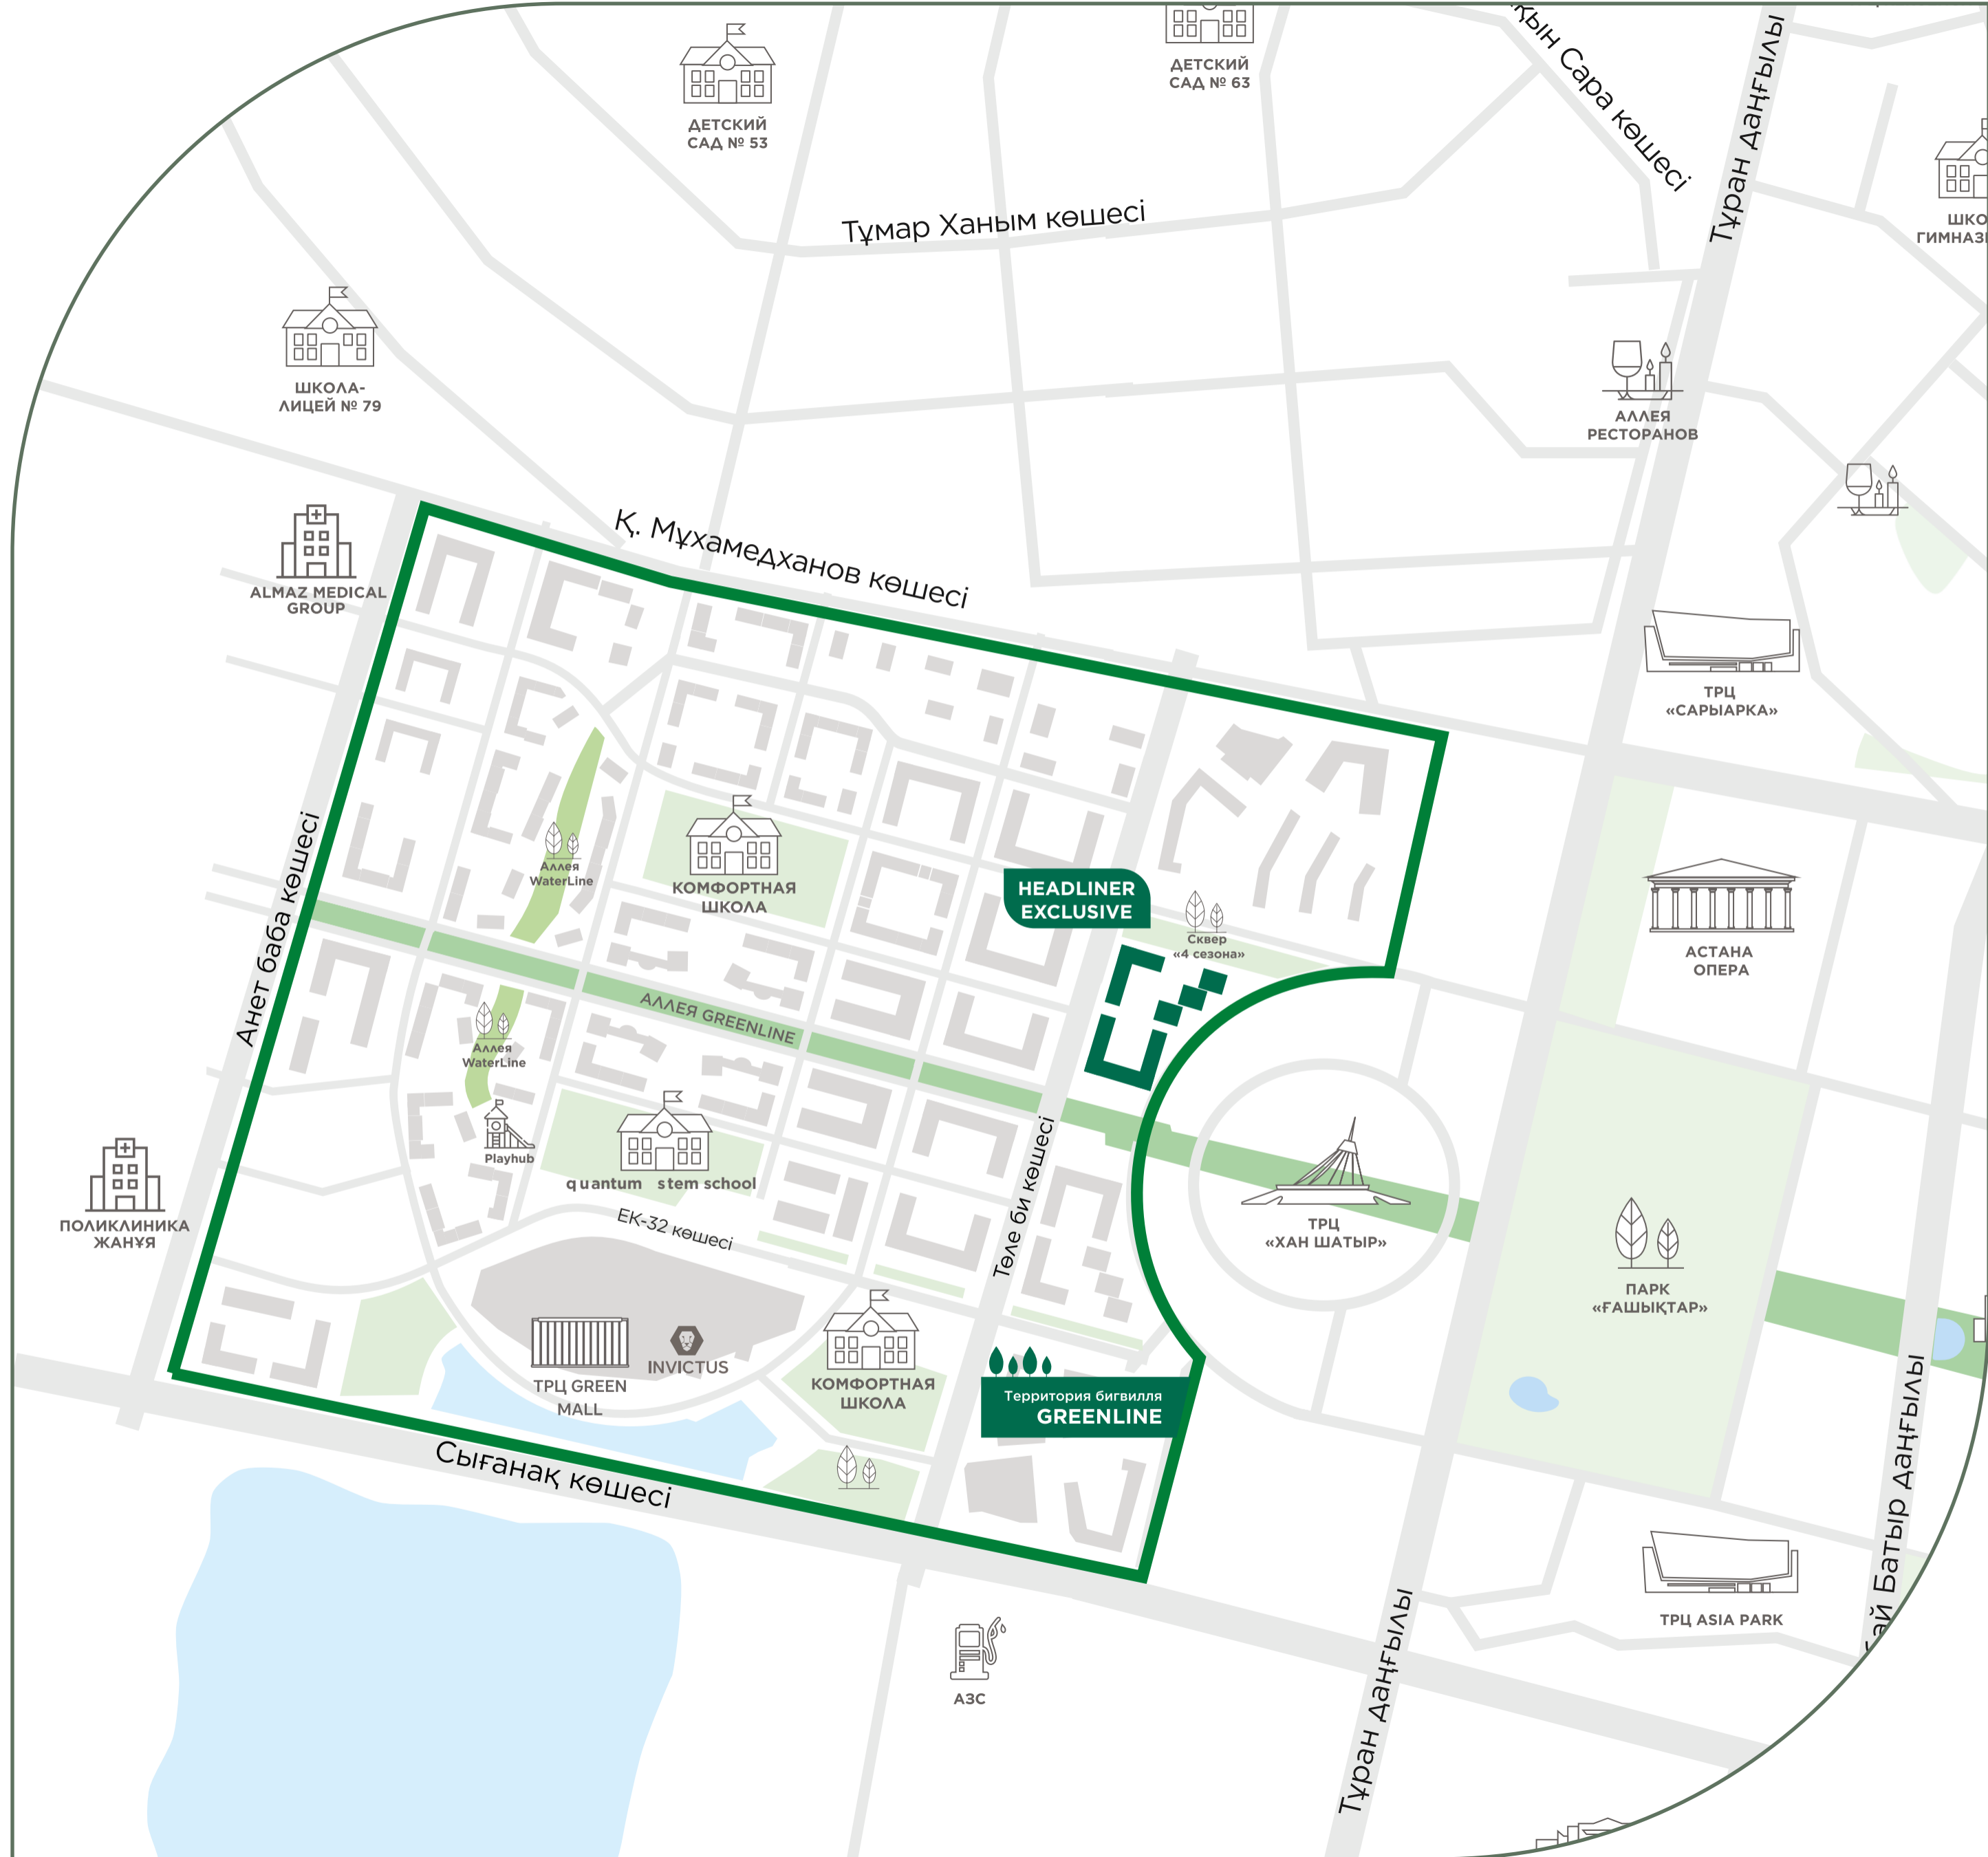 ДЕТСКИЙ
САД № 53
ДЕТСКИЙ
САД № 63
Сара көшесі
Тұран даңғылы
Тұмар Ханым көшесі
ШКОЛА-
ЛИЦЕЙ № 79
АЛЛЕЯ
РЕСТОРАНОВ
ALMAZ MEDICAL
GROUP
Қ. Мұхамедханов көшесі
ТРЦ
«САРЫАРКА»
Анет баба көшесі
Аллея
WaterLine
КОМФОРТНАЯ
ШКОЛА
HEADLINER
EXCLUSIVE
Сквер
«4 сезона»
АСТАНА
ОПЕРА
АЛЛЕЯ GREENLINE
Аллея
WaterLine
Playhub
quantum stem school
ЕК-32 көшесі
Төле би көшесі
ТРЦ
«ХАН ШАТЫР»
ПОЛИКЛИНИКА
ЖАНҰЯ
ПАРК
«ҒАШЫҚТАР»
ТРЦ GREEN
MALL
INVICTUS
КОМФОРТНАЯ
ШКОЛА
Территория бигвилля
GREENLINE
Сығанақ көшесі
Батыр даңғылы
ТРЦ ASIA PARK
АЗС
Тұран даңғылы